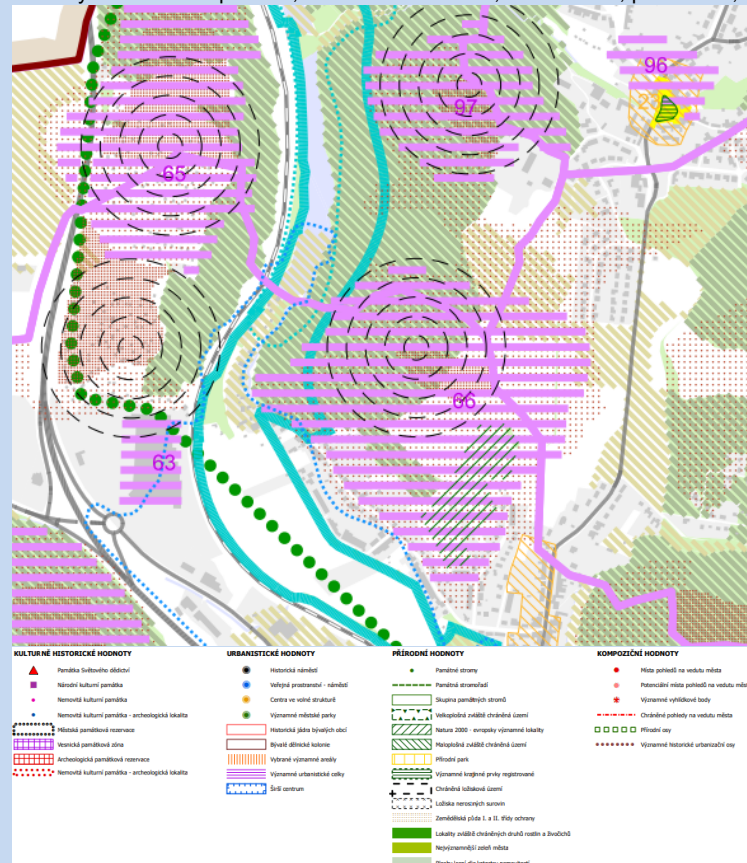 65
97
96
66
63
KULTURNĚ HISTORICKÉ HODNOTY
Památka Světového dědictví
Národní kulturní památka
Nemovitá kulturní památka
Nemovitá kulturní památka - archeologická lokalita
Městská památková rezervace
Vesnická památková zóna
Archeologická památková rezervace
Nemovitá kulturní památka - archeologická lokalita
URBANISTICKÉ HODNOTY
Historická náměstí
Veřejná prostranství - náměstí
Centra ve volné struktuře
Významné městské parky
Historická jádra bývalých obcí
Bývalé dělnické kolonie
Vybrané významné areály
Významné urbanistické celky
Širší centrum
PŘÍRODNÍ HODNOTY
Památné stromy
Památná stromořadí
Skupina památných stromů
Velkoplošná zvláště chráněná území
Natura 2000 - evropsky významné lokality
Maloplošná zvláště chráněná území
Přírodní park
Významné krajinné prvky registrované
Chráněná ložisková území
Ložiska nerostných surovin
Zemědělská půda I. a II. třídy ochrany
Lokality zvláště chráněných druhů rostlin a živočichů
Nejvýznamnější zeleň města
KOMPOZIČNÍ HODNOTY
Místa pohledů na vedutu města
Potenciální místa pohledů na vedutu měs
Významné vyhlídkové body
Chráněné pohledy na vedutu města
Přírodní osy
Významné historické urbanizační osy